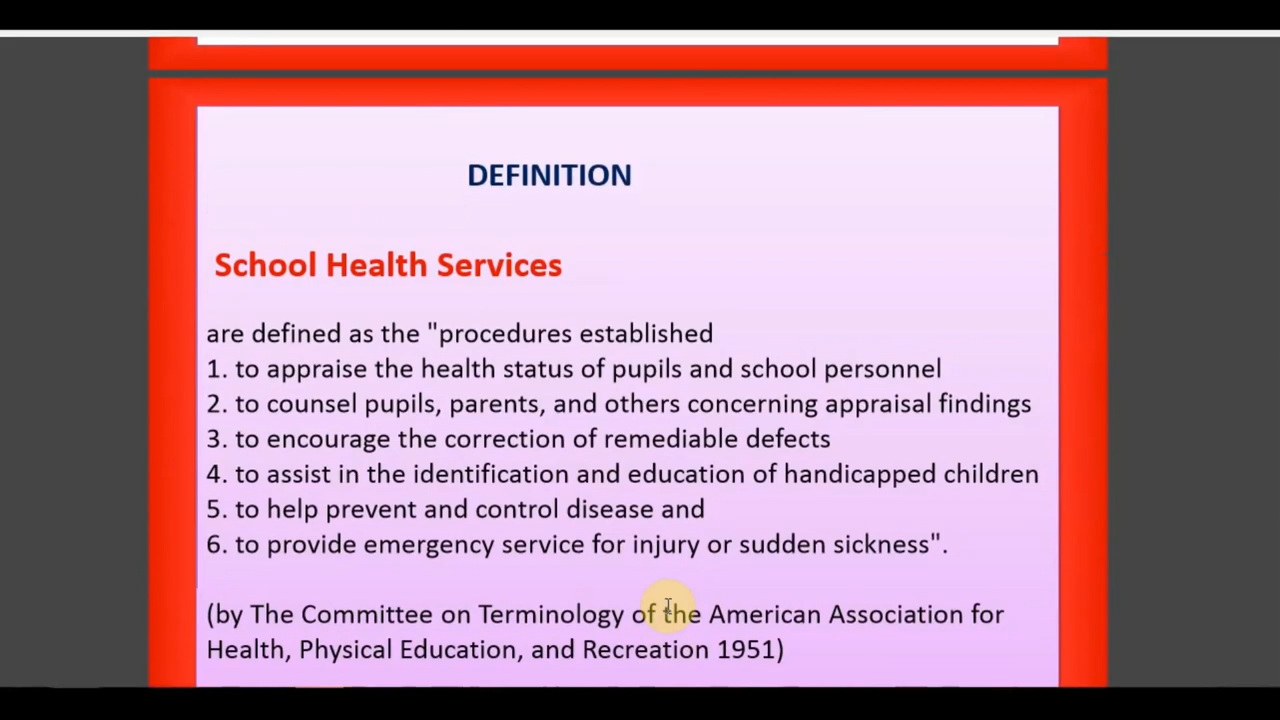 DEFINITION
School Health Services
are defined as the "procedures established
1. to appraise the health status of pupils and school personnel
2. to counsel pupils, parents, and others concerning appraisal findings
3. to encourage the correction of remediable defects
4. to assist in the identification and education of handicapped children
5. to help prevent and control disease and
6. to provide emergency service for injury or sudden sickness".
(by The Committee on Terminology of the American Association for
Health, Physical Education, and Recreation 1951)